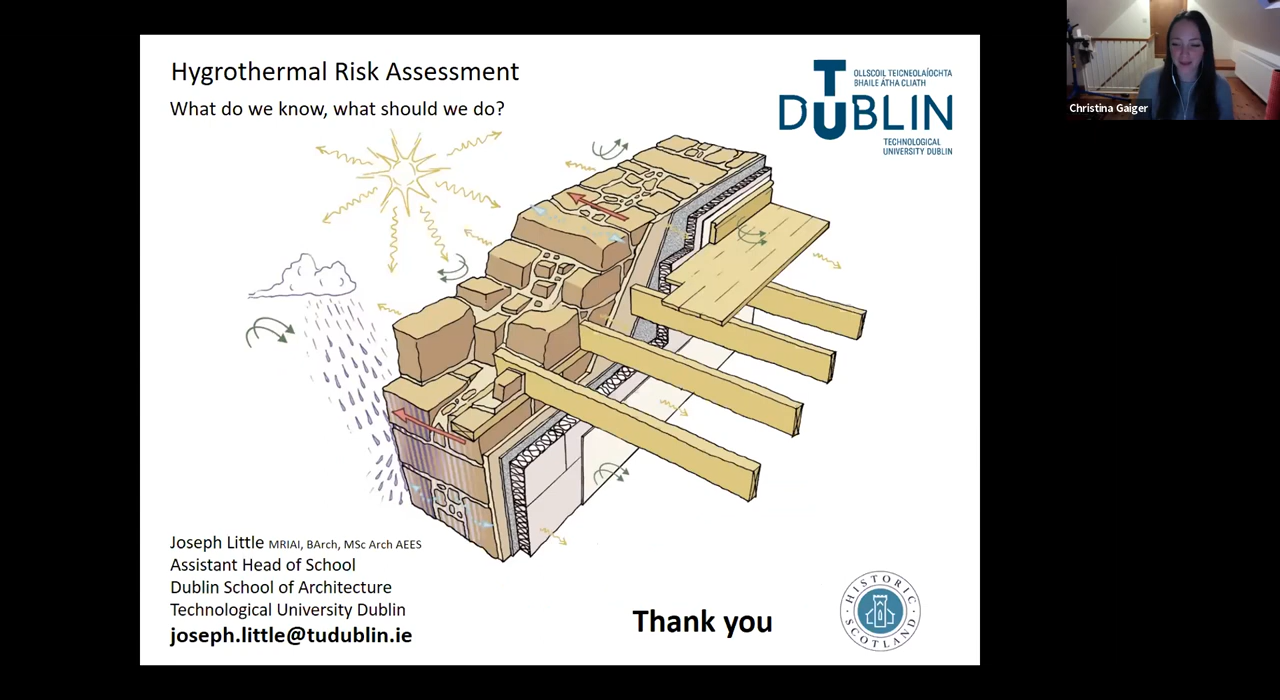 Hygrothermal Risk Assessment
What do we know, what should we do?
OLLSCOIL TEICNEOLAÍOCHTA
BHAILE ÁTHA CLIATH
TU DUBLIN
TECHNOLOGICAL
UNIVERSITY DUBLIN
Christina Gaiger
Joseph Little MRIAI, BArch, MSc Arch AEES
Assistant Head of School
Dublin School of Architecture
Technological University Dublin
joseph.little@tudublin.ie
Thank you
HISTORIC
SCOTLAND